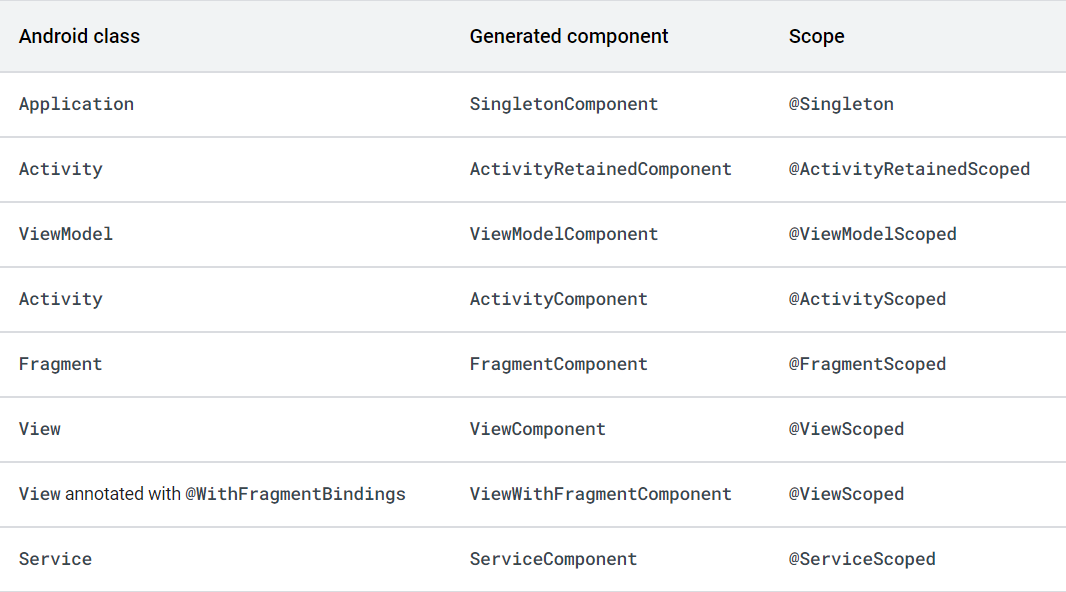 Android class Generated component Scope
Application SingletonComponent @Singleton
Activity ActivityRetainedComponent @ActivityRetainedScoped
ViewModel ViewModelComponent @ViewModelScoped
Activity ActivityComponent @ActivityScoped
Fragment FragmentComponent @FragmentScoped
View ViewComponent @ViewScoped
View annotated with @WithFragmentBindings ViewWithFragmentComponent @ViewScoped
Service ServiceComponent @ServiceScoped